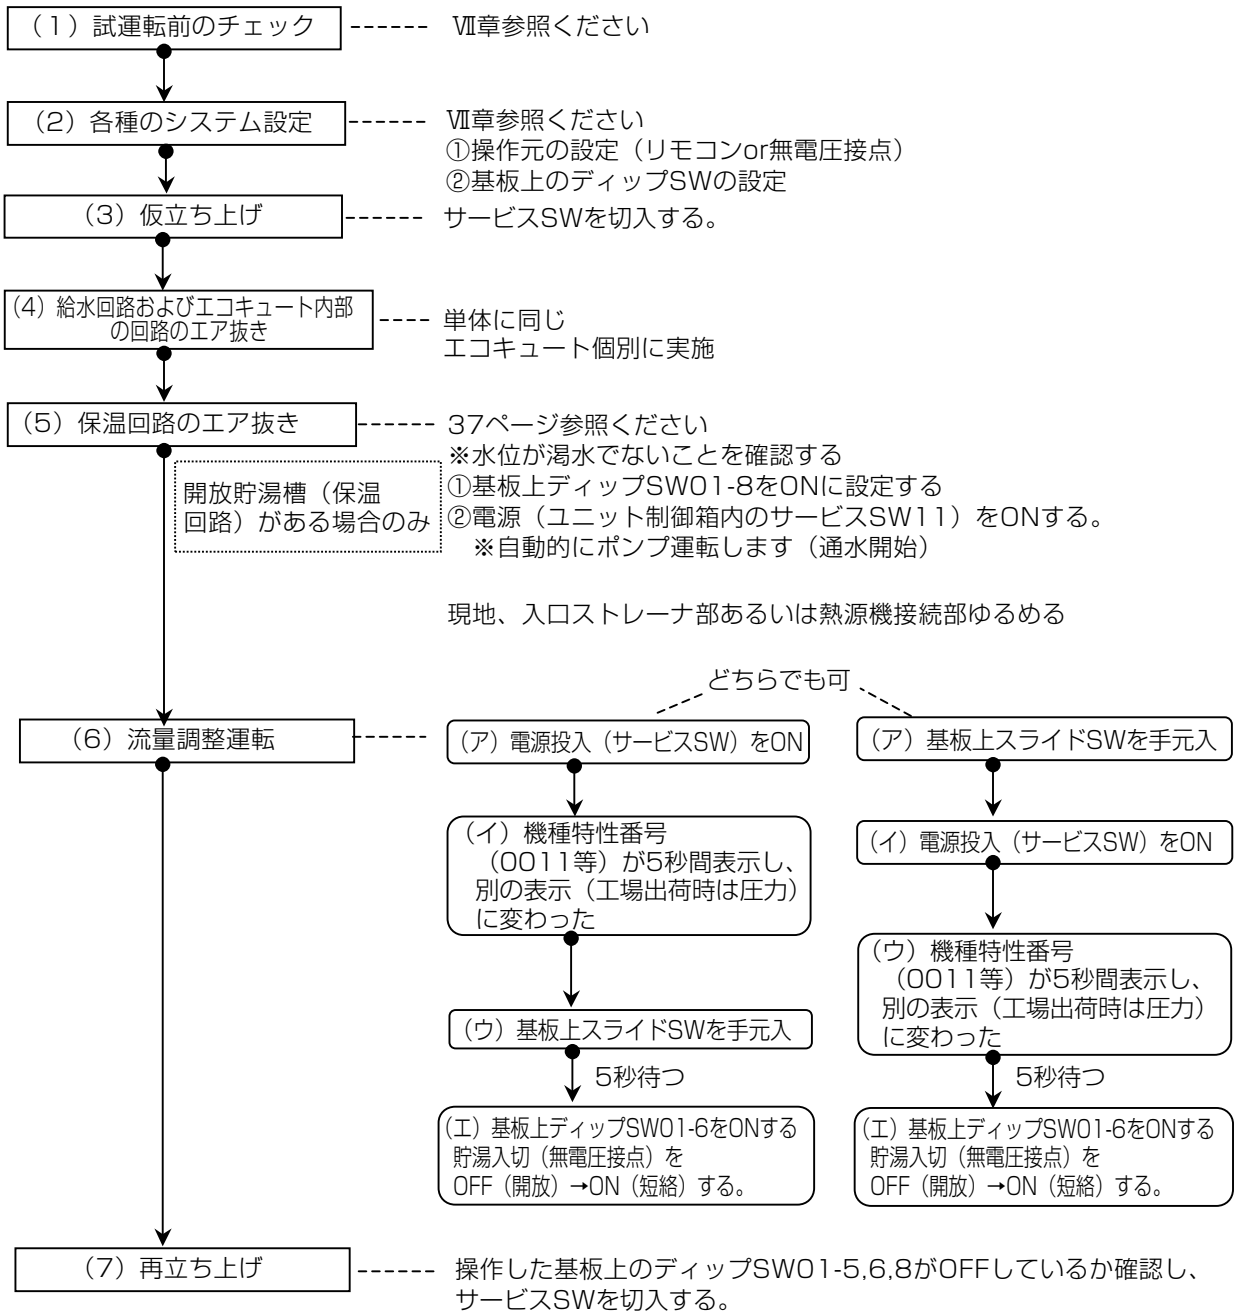 （1）試運転前のチェック
Ⅶ章参照ください
（2）各種のシステム設定
Ⅶ章参照ください
①操作元の設定（リモコンor無電圧接点）
②基板上のディップSWの設定
（3）仮立ち上げ
サービスSWを切入する。
（4）給水回路およびエコキュート内部
の回路のエア抜き
単体に同じ
エコキュート個別に実施
（5）保温回路のエア抜き
37ページ参照ください
※水位が渇水でないことを確認する
①基板上ディップSW01-8をONに設定する
②電源（ユニット制御箱内のサービスSW11）をONする。
※自動的にポンプ運転します（通水開始）
開放貯湯槽（保温
回路）がある場合のみ
現地、入口ストレーナ部あるいは熱源機接続部ゆるめる
どちらでも可
（6）流量調整運転
（ア）電源投入（サービスSW）をON
（イ）機種特性番号
（0011等）が5秒間表示し、
別の表示（工場出荷時は圧力）
に変わった
（ウ）基板上スライドSWを手元入
5秒待つ
（エ）基板上ディップSW01-6をONする
貯湯入切（無電圧接点）を
OFF（開放）→ON（短絡）する。
（ア）基板上スライドSWを手元入
（イ）電源投入（サービスSW）をON
（ウ）機種特性番号
（0011等）が5秒間表示し、
別の表示（工場出荷時は圧力）
に変わった
5秒待つ
（エ）基板上ディップSW01-6をONする
貯湯入切（無電圧接点）を
OFF（開放）→ON（短絡）する。
（7）再立ち上げ
操作した基板上のディップSW01-5,6,8がOFFしているか確認し、
サービスSWを切入する。